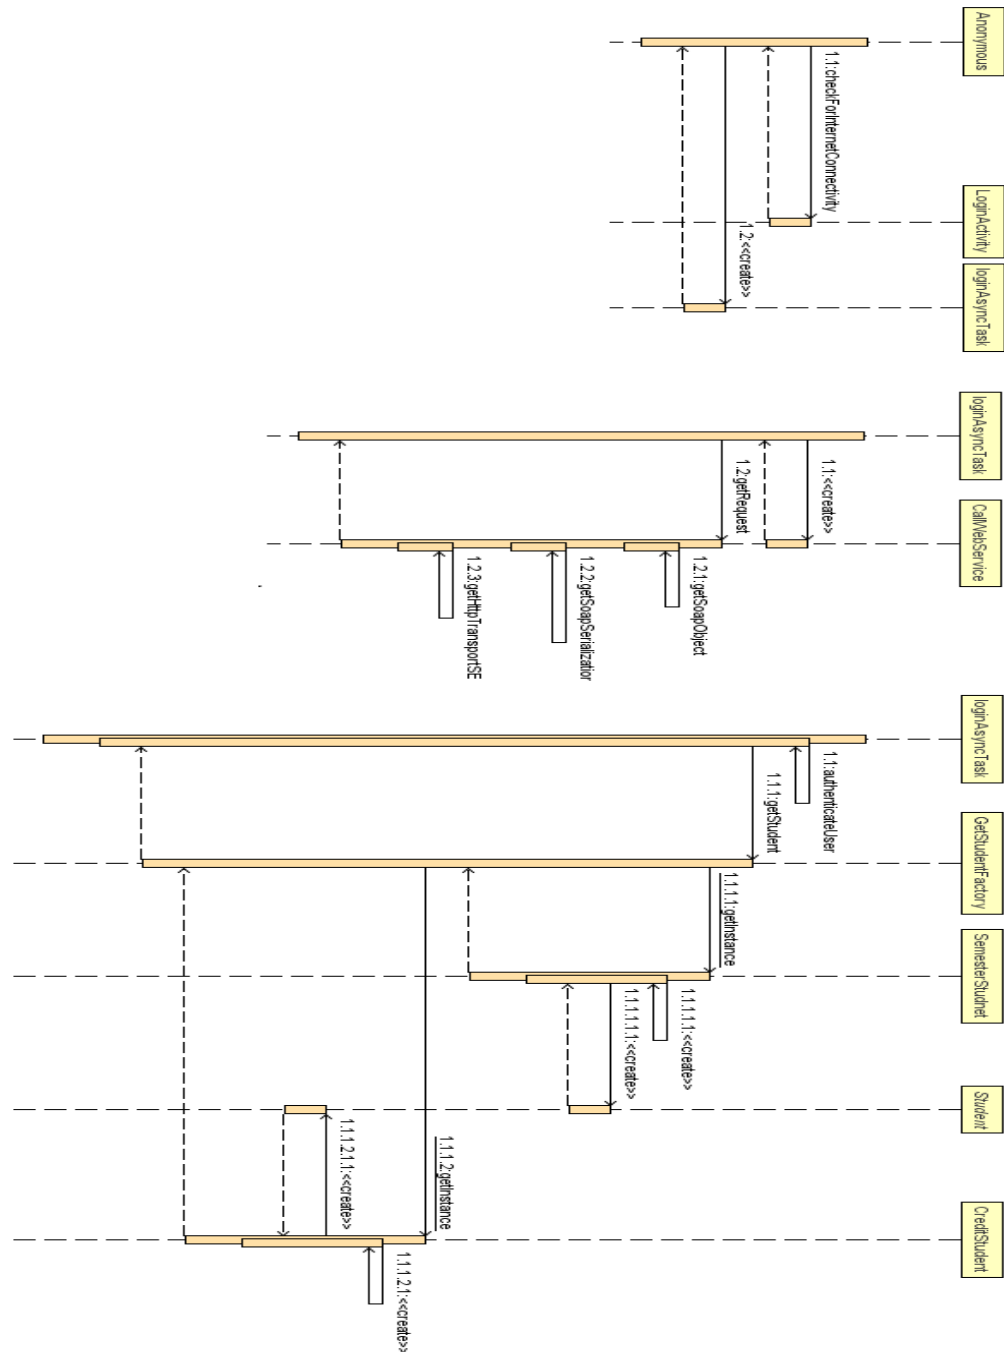 Anonymous
LoginActivity
loginAsyncTask
1.1:checkForInternetConnectivity
1.2:<<create>>
loginAsyncTask
CallWebService
1.1:<<create>>
1.2:getRequest
1.2.1:getSoapObject
1.2.2:getSoapSerialization
1.2.3:getHttpTransportSE
loginAsyncTask
GetStudentFactory
SemesterStudnet
Student
CreditStudent
1.1:authenticateUser
1.1.1:getStudent
1.1.1.1:getInstance
1.1.1.1.1:<<create>>
1.1.1.1.1.1:<<create>>
1.1.1.2:getInstance
1.1.1.2.1:<<create>>
1.1.1.2.1.1:<<create>>